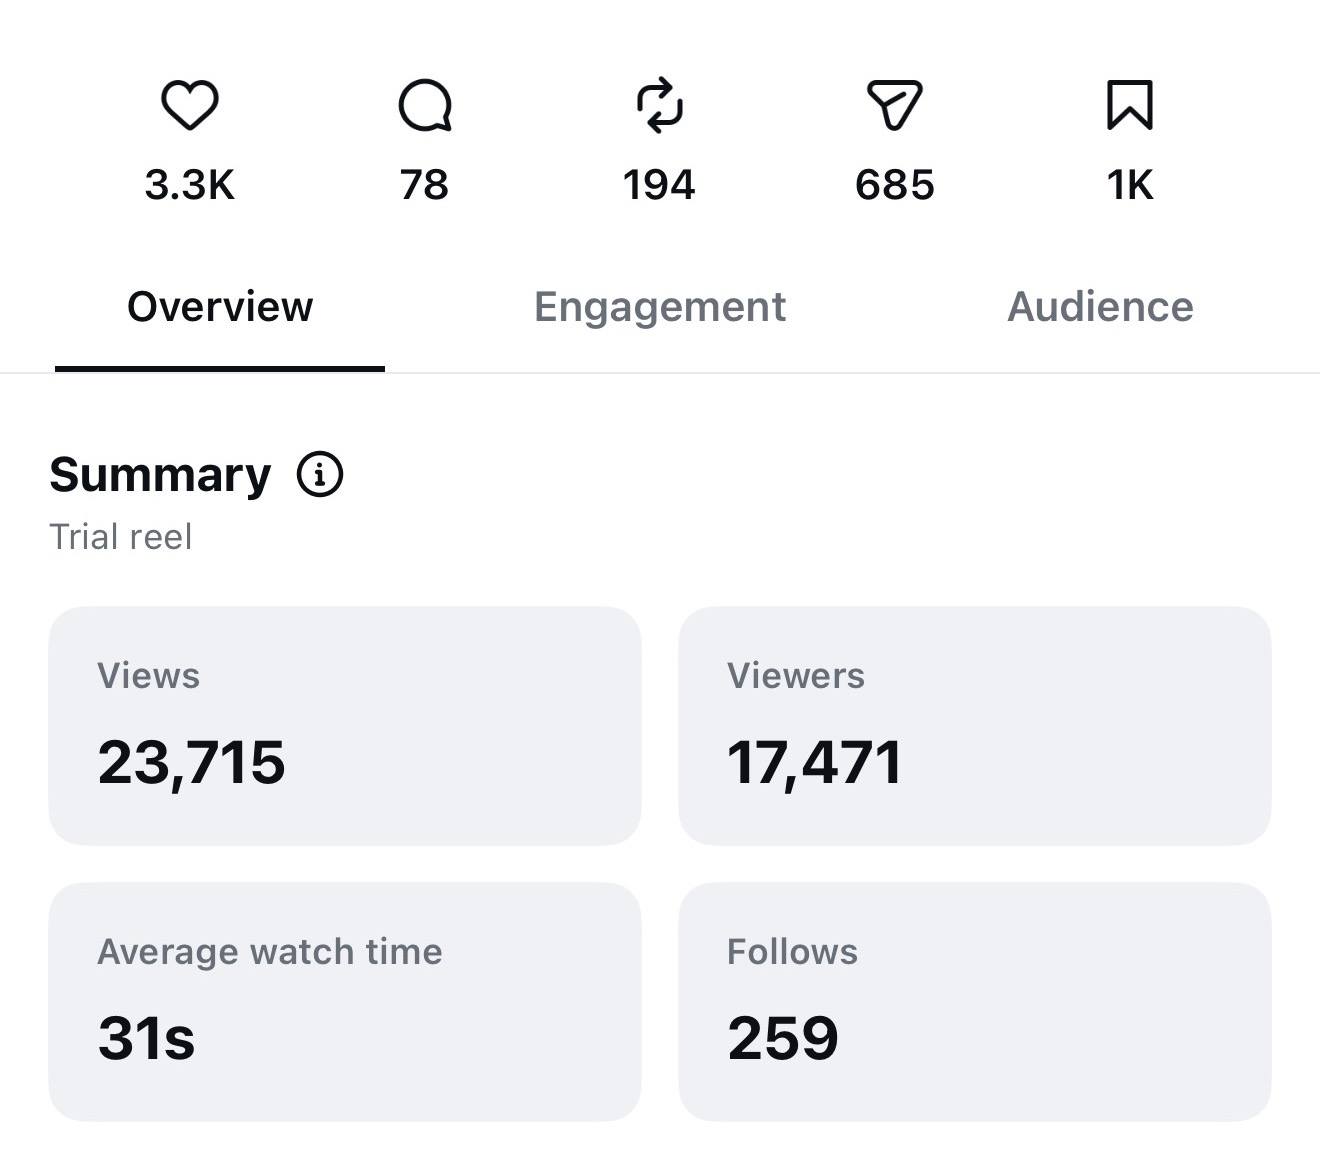 3.3K 78 194 685 1K
Overview Engagement Audience
Summary
Trial reel
Views Viewers
23,715 17,471
Average watch time Follows
31s 259